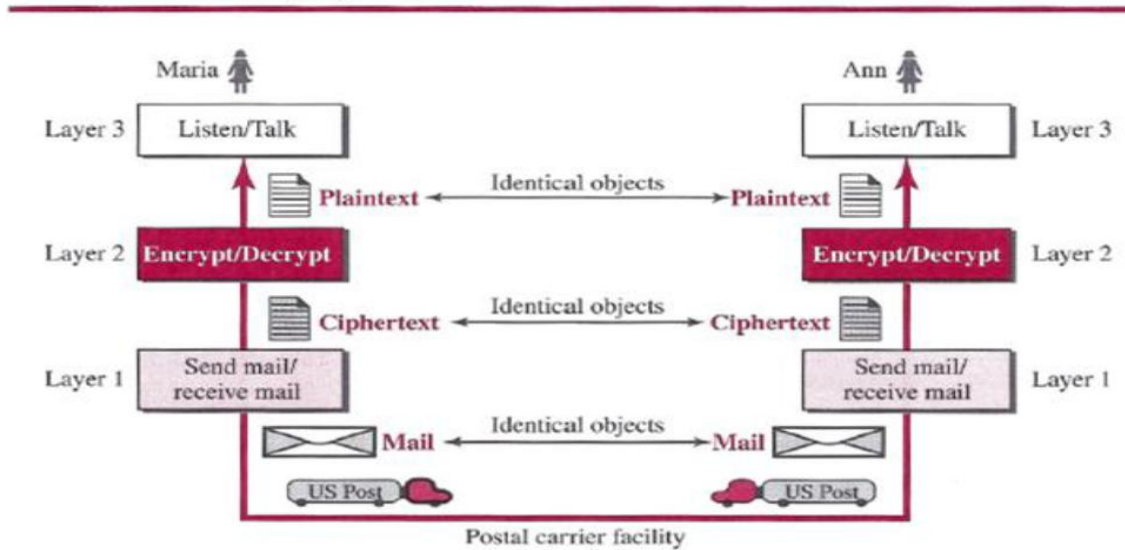 Maria
Ann
Layer 3
Listen/Talk
Listen/Talk
Layer 3
Plaintext
Identical objects
Plaintext
Layer 2
Encrypt/Decrypt
Encrypt/Decrypt
Layer 2
Ciphertext
Identical objects
Ciphertext
Layer 1
Send mail/
receive mail
Send mail/
receive mail
Layer 1
Mail
Identical objects
Mail
US Post
US Post
Postal carrier facility